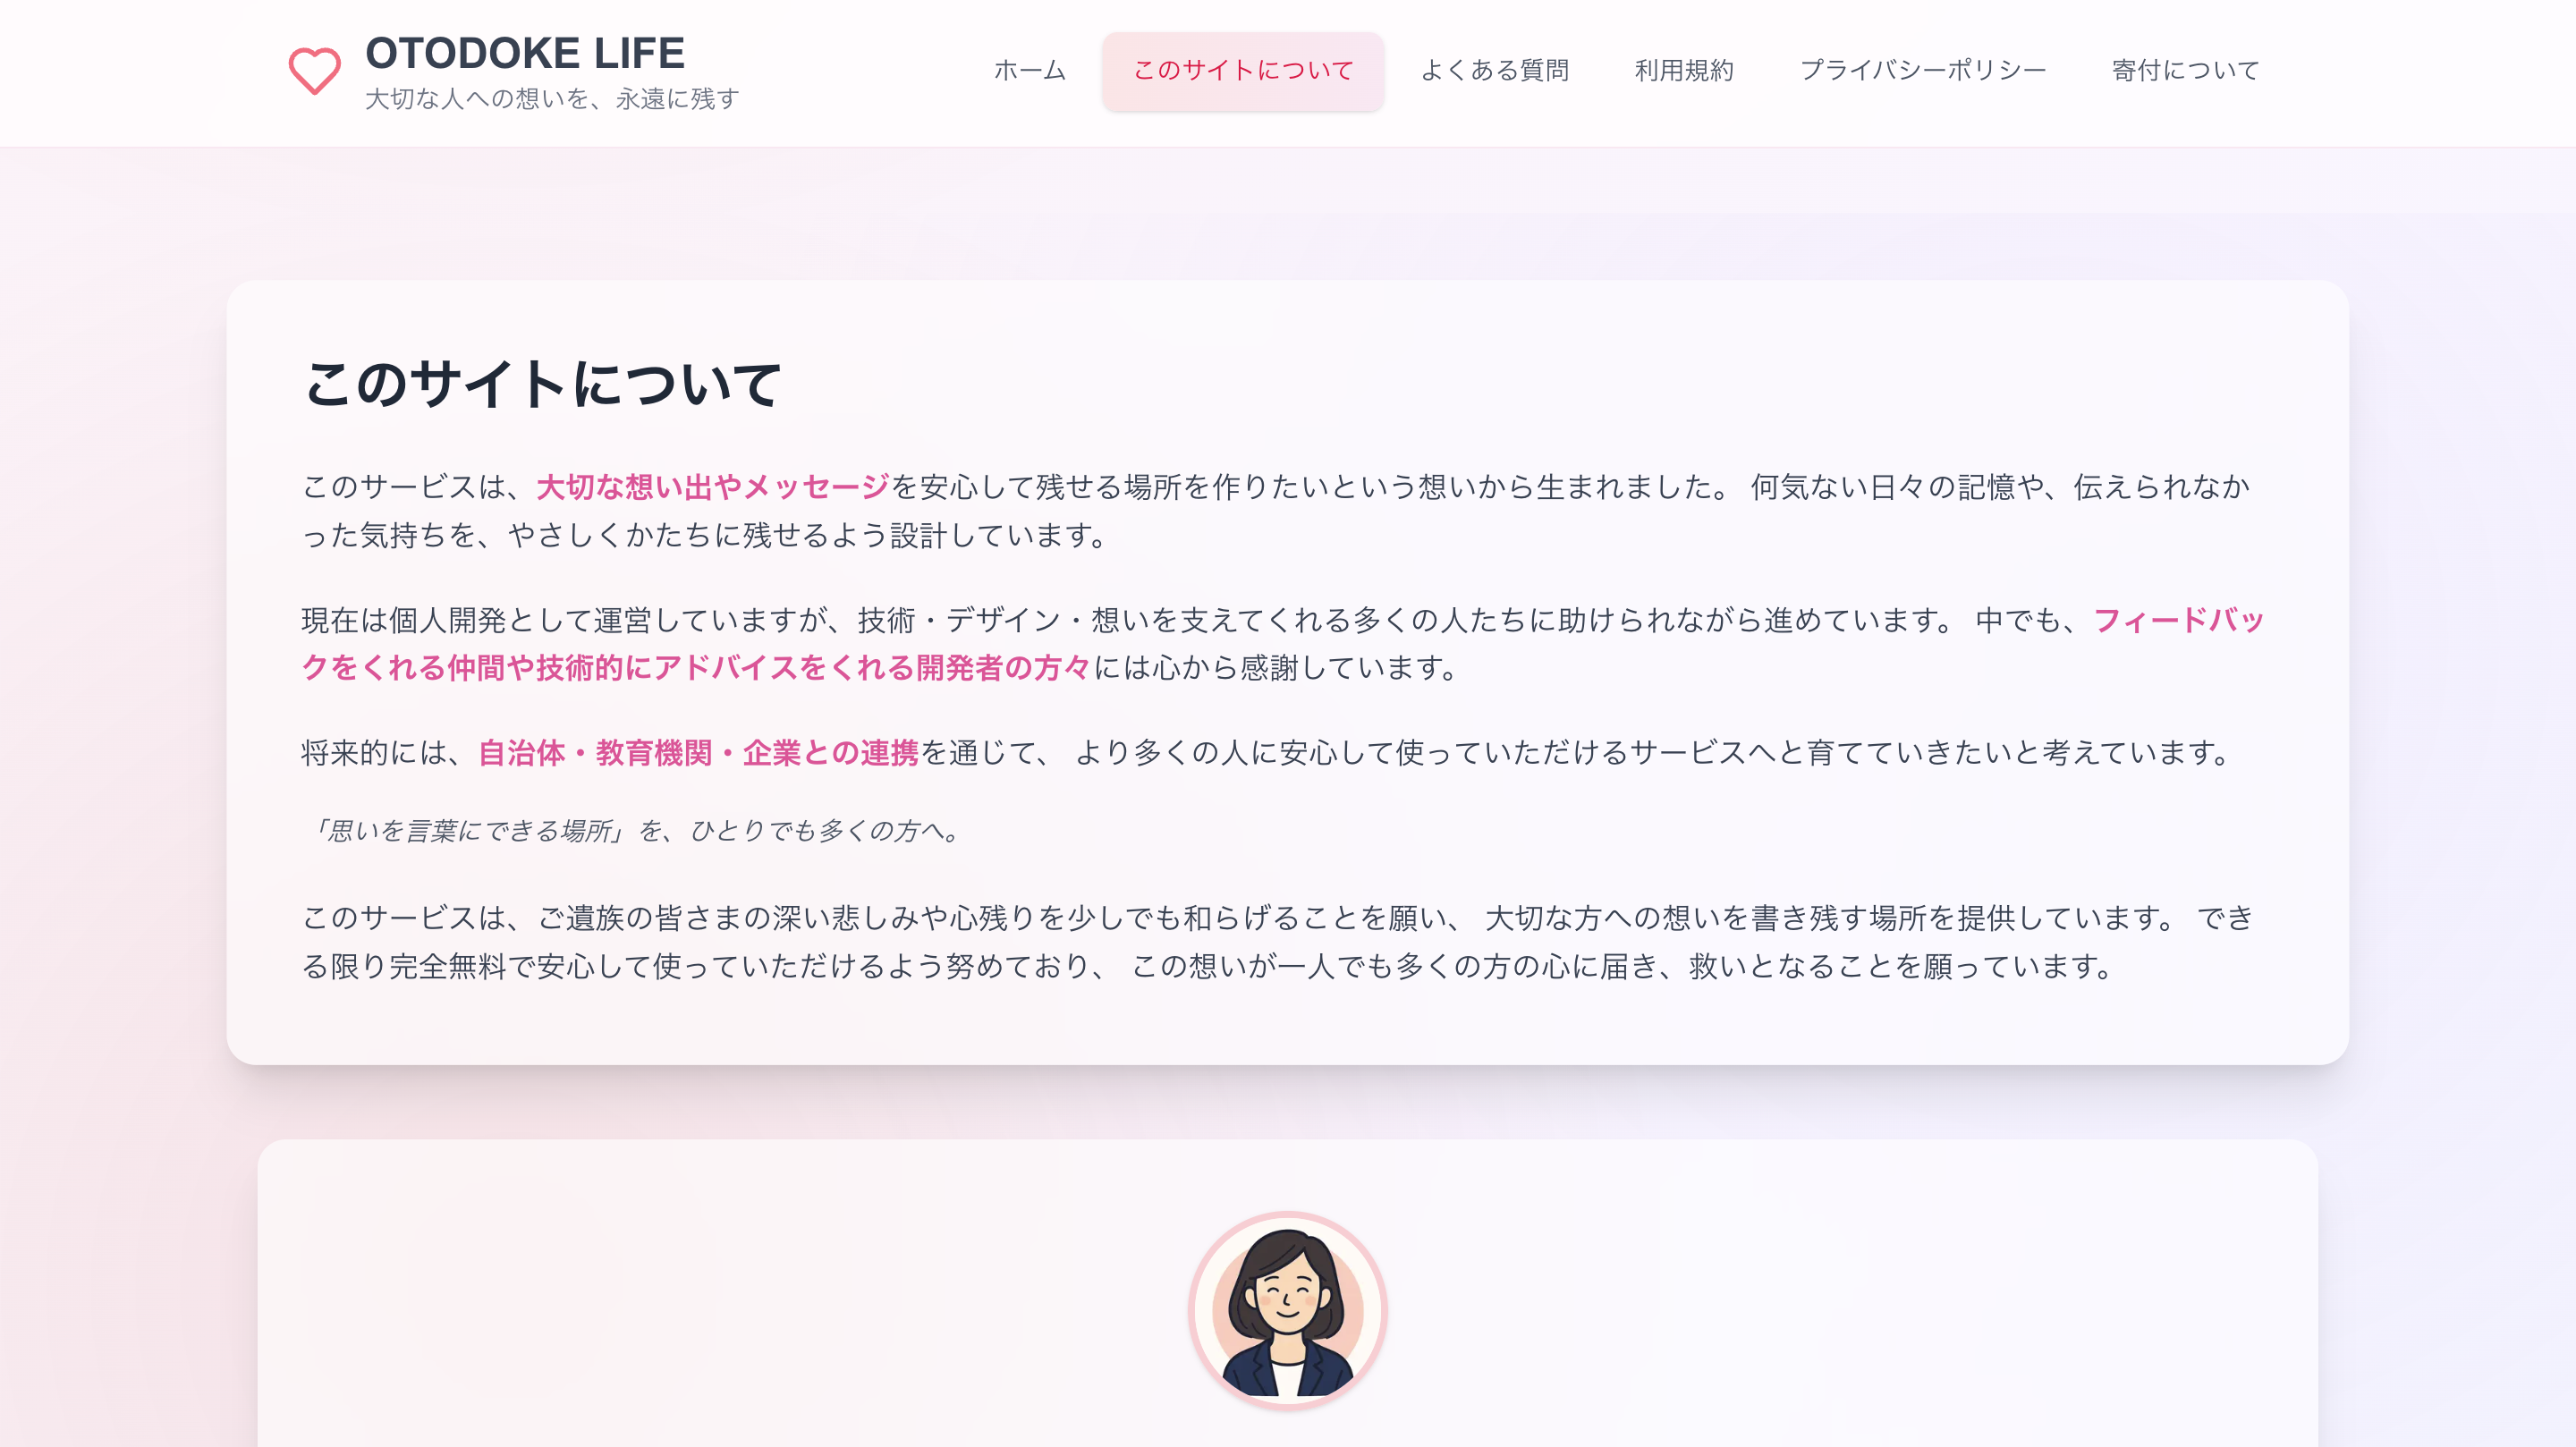 OTODOKE LIFE
大切な人への想いを、永遠に残す
ホーム
このサイトについて
よくある質問
利用規約
プライバシーポリシー
寄付について
このサイトについて
このサービスは、大切な想い出やメッセージを安心して残せる場所を作りたいという想いから生まれました。 何気ない日々の記憶や、伝えられなか
った気持ちを、やさしくかたちに残せるよう設計しています。
現在は個人開発として運営していますが、技術・デザイン・想いを支えてくれる多くの人たちに助けられながら進めています。 中でも、フィードバッ
クをくれる仲間や技術的にアドバイスをくれる開発者の方々には心から感謝しています。
将来的には、自治体・教育機関・企業との連携を通じて、 より多くの人に安心して使っていただけるサービスへと育てていきたいと考えています。
「思いを言葉にできる場所」を、ひとりでも多くの方へ。
このサービスは、ご遺族の皆さまの深い悲しみや心残りを少しでも和らげることを願い、 大切な方への想いを書き残す場所を提供しています。 でき
る限り完全無料で安心して使っていただけるよう努めており、 この想いが一人でも多くの方の心に届き、救いとなることを願っています。